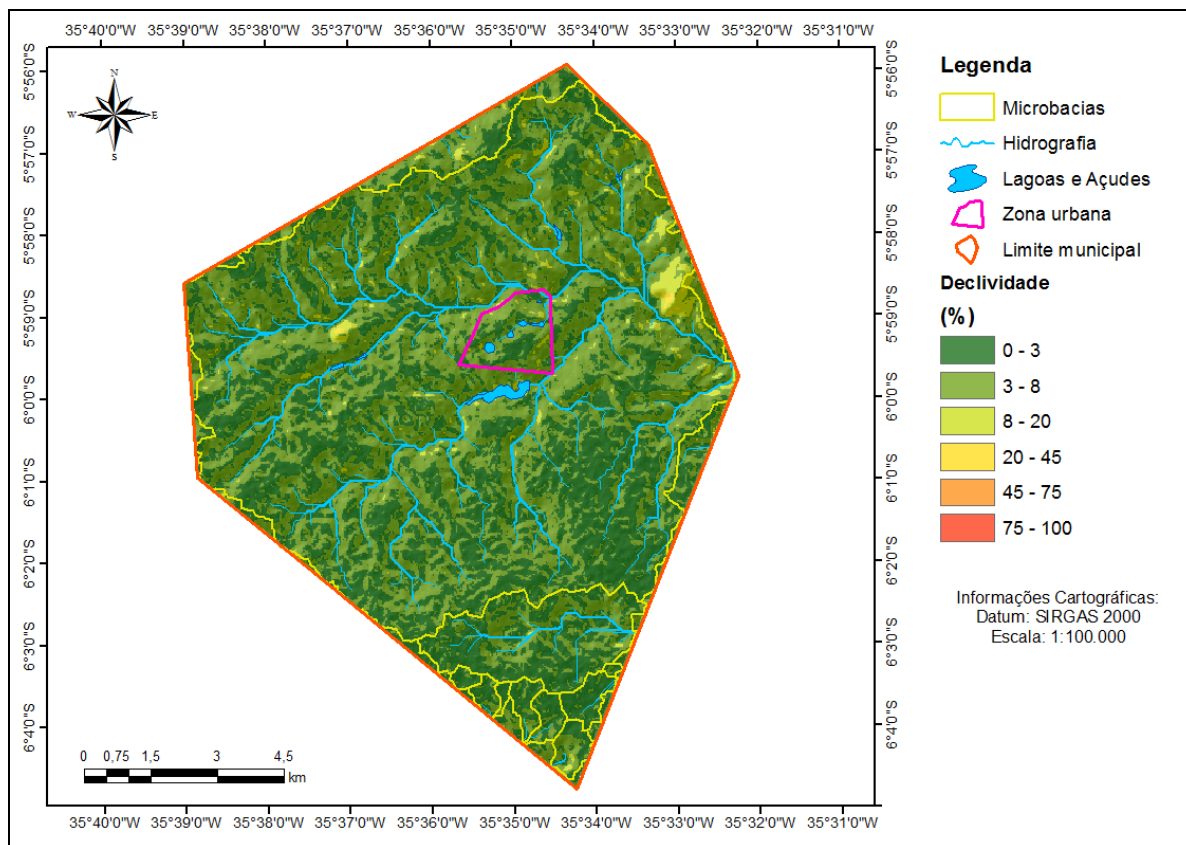 35°40'0"W 35°39'0"W 35°38'0"W 35°37'0"W 35°36'0"W 35°35'0"W 35°34'0"W 35°33'0"W 35°32'0"W 35°31'0"W
N
W E
S
5°56'0"S 5°56'0"S
5°57'0"S 5°57'0"S
5°58'0"S 5°58'0"S
5°59'0"S 5°59'0"S
6°0'0"S 6°0'0"S
6°1'0"S 6°1'0"S
6°2'0"S 6°2'0"S
6°3'0"S 6°3'0"S
6°4'0"S 6°4'0"S
0 0,75 1,5 3 4,5
km
35°40'0"W 35°39'0"W 35°38'0"W 35°37'0"W 35°36'0"W 35°35'0"W 35°34'0"W 35°33'0"W 35°32'0"W 35°31'0"W
Legenda
Microbacias
Hidrografia
Lagoas e Açudes
Zona urbana
Limite municipal
Declividade
(%)
0 - 3
3 - 8
8 - 20
20 - 45
45 - 75
75 - 100
Informações Cartográficas:
Datum: SIRGAS 2000
Escala: 1:100.000